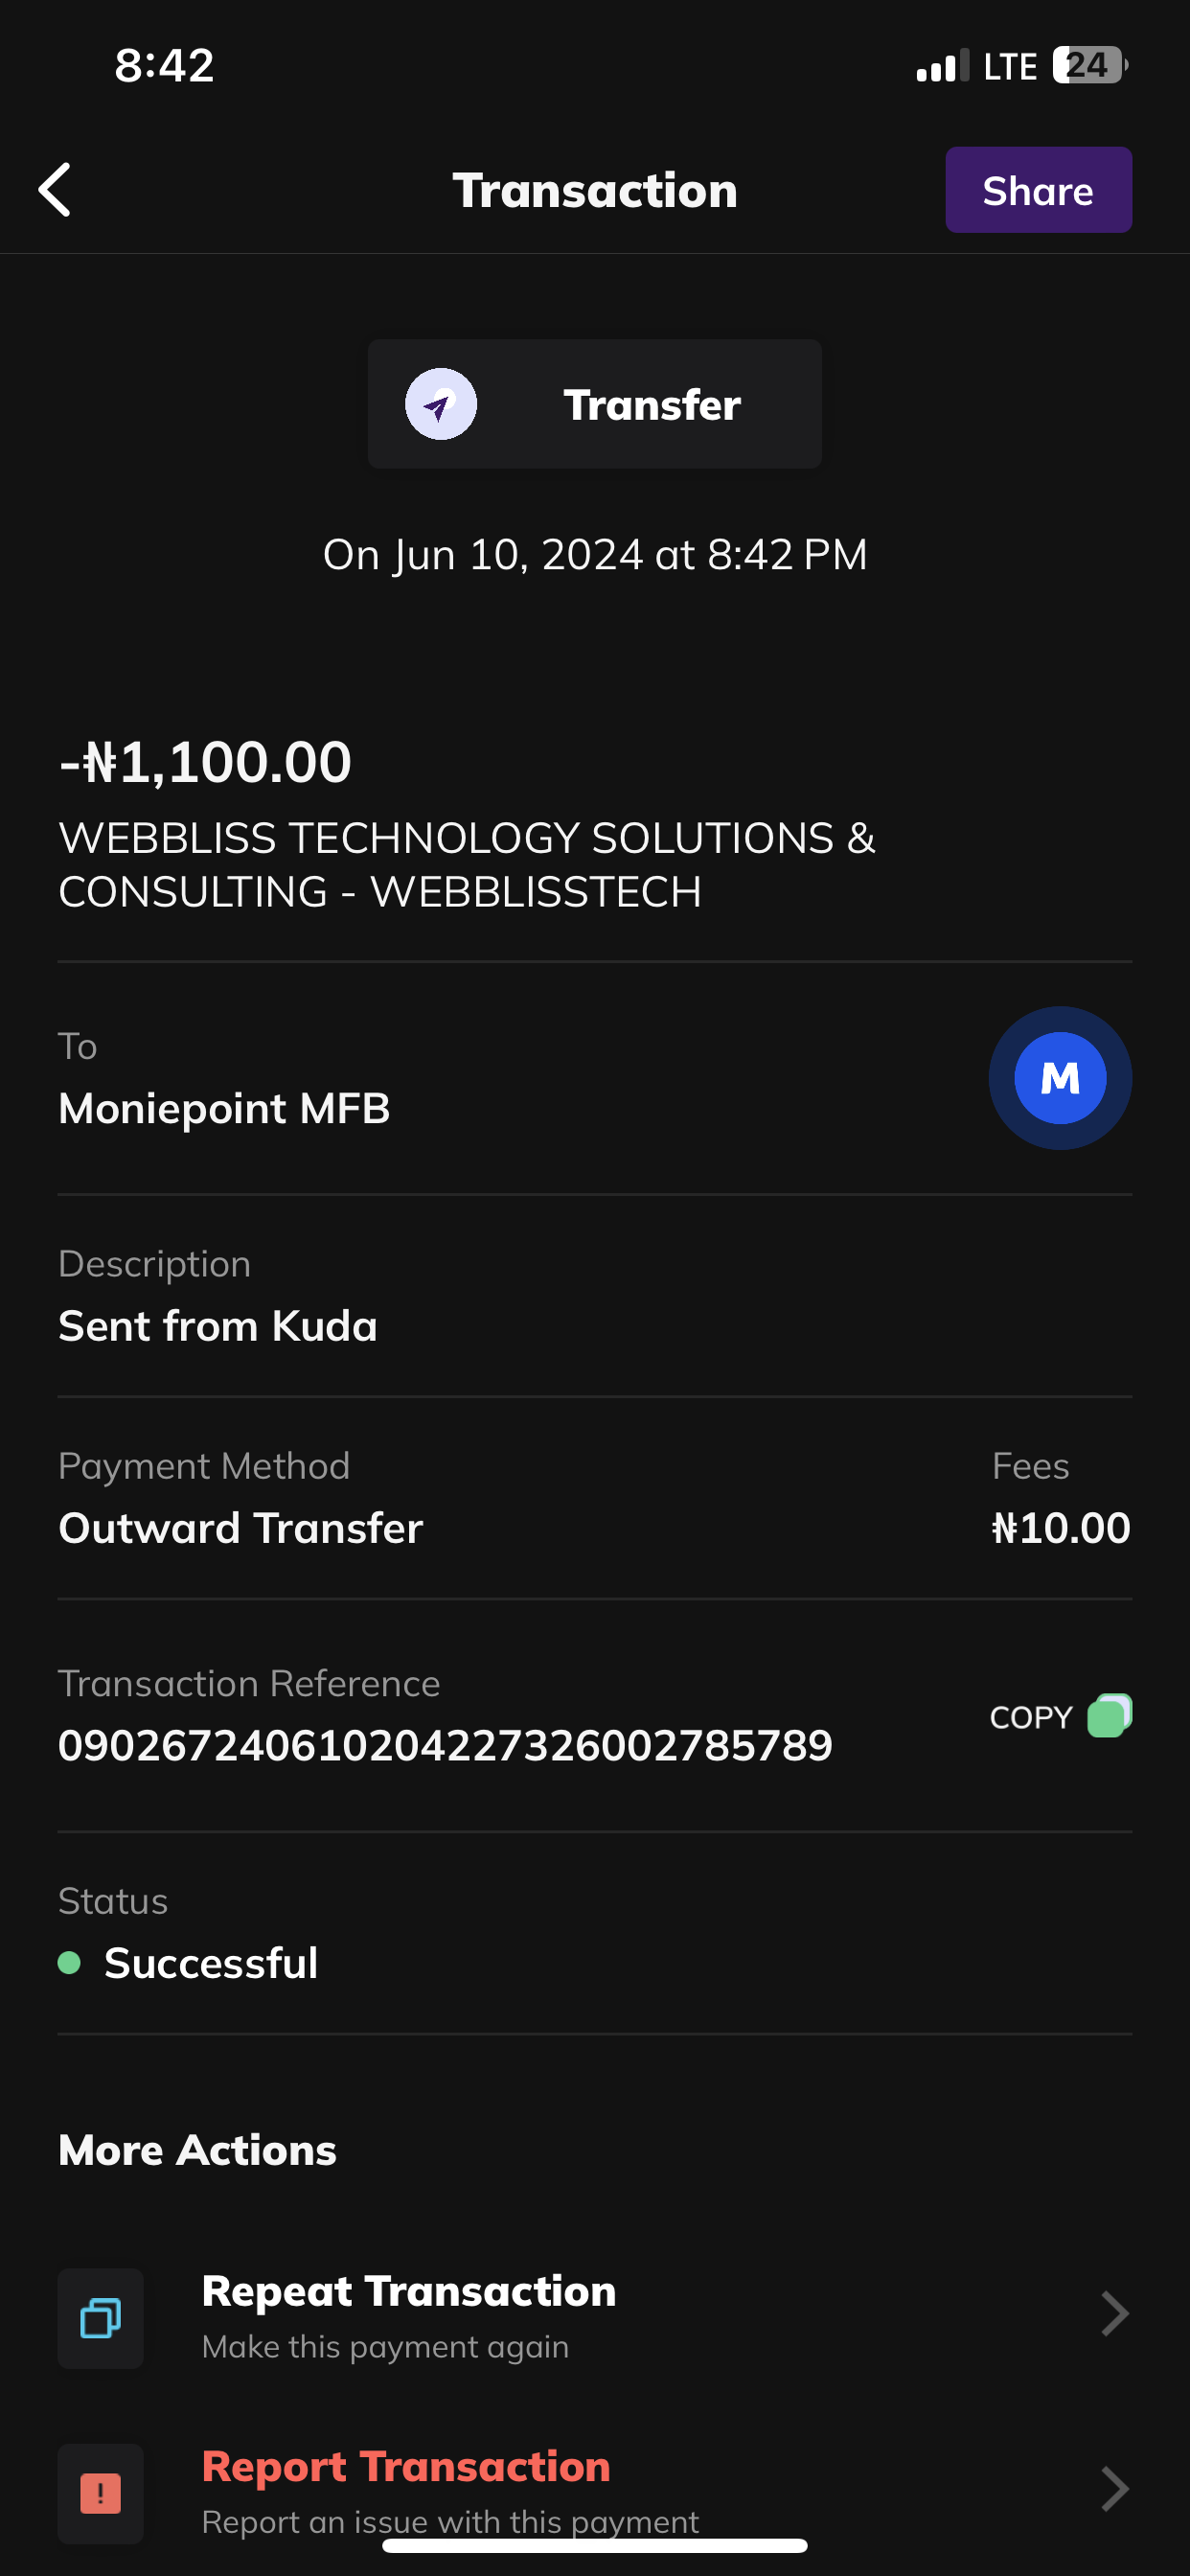 8:42
LTE 24
Transaction
Share
Transfer
On Jun 10, 2024 at 8:42 PM
-₦1,100.00
WEBBLISS TECHNOLOGY SOLUTIONS &
CONSULTING - WEBBLISSTECH
To
Moniepoint MFB
M
Description
Sent from Kuda
Payment Method
Fees
Outward Transfer
₦10.00
Transaction Reference
090267240610204227326002785789
COPY
Status
Successful
More Actions
Repeat Transaction
Make this payment again
!
Report Transaction
Report an issue with this payment